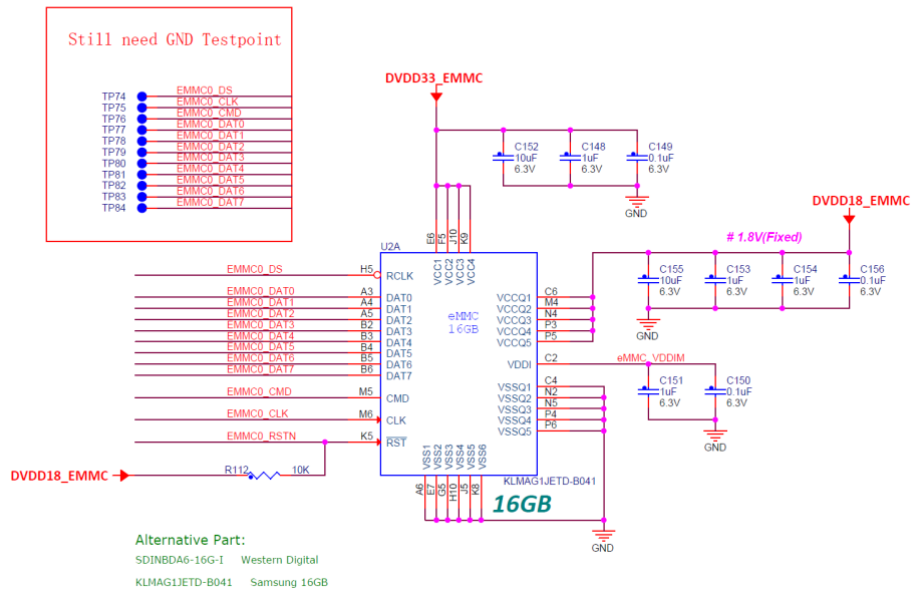 Still need GND Testpoint
TP74 EMMC0_DS
TP75 EMMC0_CLK
TP76 EMMC0_CMD
TP77 EMMC0_DAT0
TP78 EMMC0_DAT1
TP79 EMMC0_DAT2
TP80 EMMC0_DAT3
TP81 EMMC0_DAT4
TP82 EMMC0_DAT5
TP83 EMMC0_DAT6
TP84 EMMC0_DAT7
DVDD33_EMMC
C152
10uF
6.3V
C148
1uF
6.3V
C149
0.1uF
6.3V
GND
DVDD18_EMMC
# 1.8V(Fixed)
C155
10uF
6.3V
C153
1uF
6.3V
C154
1uF
6.3V
C156
0.1uF
6.3V
GND
E6 F5 J10 K9
U2A
VCC1 VCC2 VCC3 VCC4
eMMC
16GB
EMMC0_DS H5 RCLK
EMMC0_DAT0 A3 DAT0
EMMC0_DAT1 A4 DAT1
EMMC0_DAT2 A5 DAT2
EMMC0_DAT3 B2 DAT3
EMMC0_DAT4 B3 DAT4
EMMC0_DAT5 B4 DAT5
EMMC0_DAT6 B5 DAT6
EMMC0_DAT7 B6 DAT7
EMMC0_CMD M5 CMD
EMMC0_CLK M6 CLK
EMMC0_RSTN K5 RST
VCCQ1 C6
VCCQ2 M4
VCCQ3 N4
VCCQ4 P3
VCCQ5 P5
VDDI C2 eMMC_VDDIM
VSSQ1 C4
VSSQ2 N2
VSSQ3 N5
VSSQ4 P4
VSSQ5 P6
C151
1uF
6.3V
C150
0.1uF
6.3V
GND
DVDD18_EMMC
R112 10K
VSS1 VSS2 VSS3 VSS4 VSS5 VSS6
A6 E7 G5 H10 J5 K8
KLMAG1JETD-B041
16GB
GND
Alternative Part:
SDINBDA6-16G-I Western Digital
KLMAG1JETD-B041 Samsung 16GB